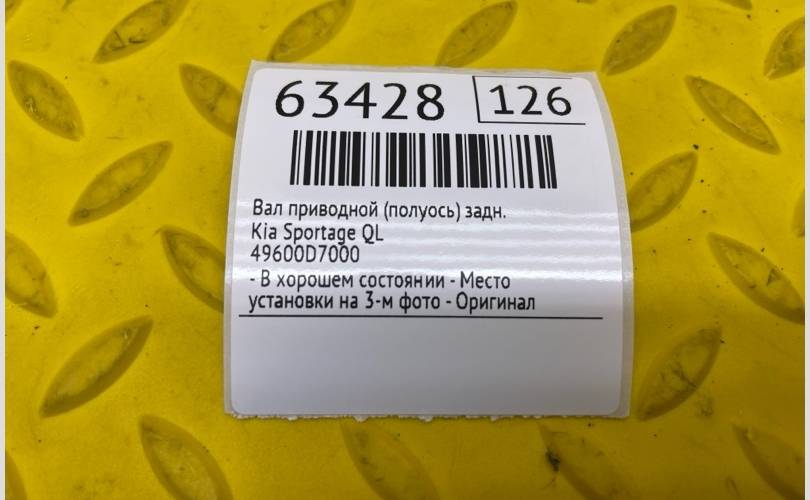 63428 126
Вал приводной (полуось) задн.
Kia Sportage QL
49600D7000
- В хорошем состоянии - Место
установки на 3-м фото - Оригинал